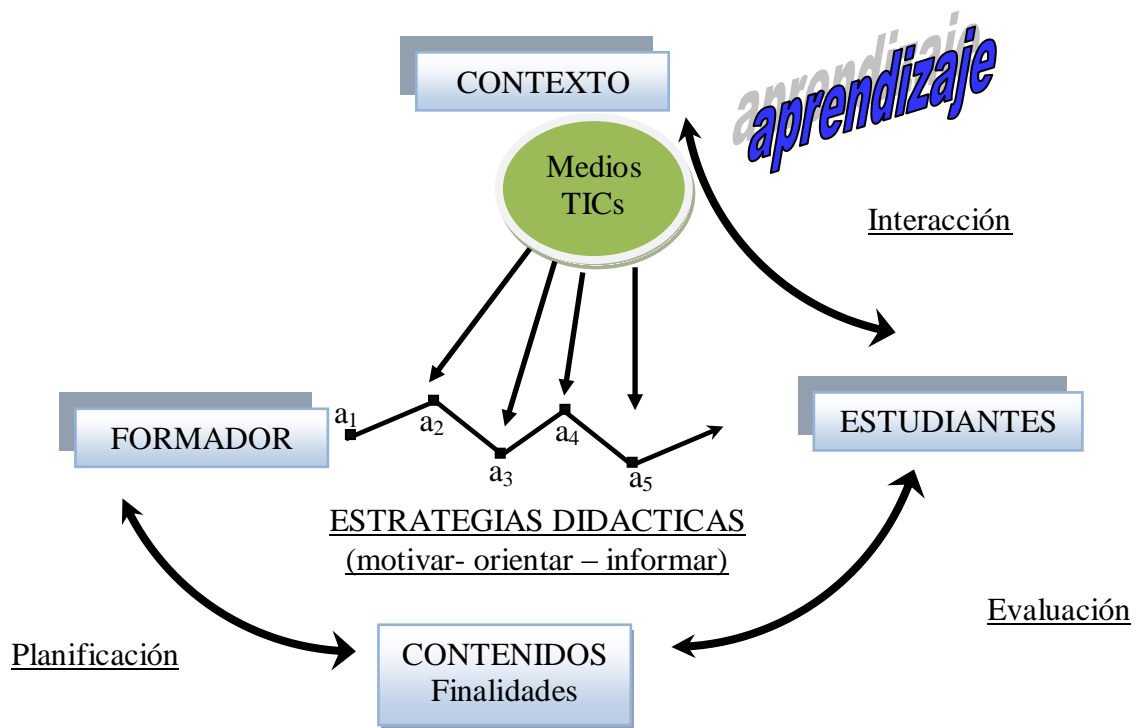 CONTEXTO
aprendizaje
Medios
TICs
Interacción
FORMADOR
a1
a2
a3
a4
a5
ESTUDIANTES
ESTRATEGIAS DIDACTICAS
(motivar- orientar – informar)
Planificación
CONTENIDOS
Finalidades
Evaluación